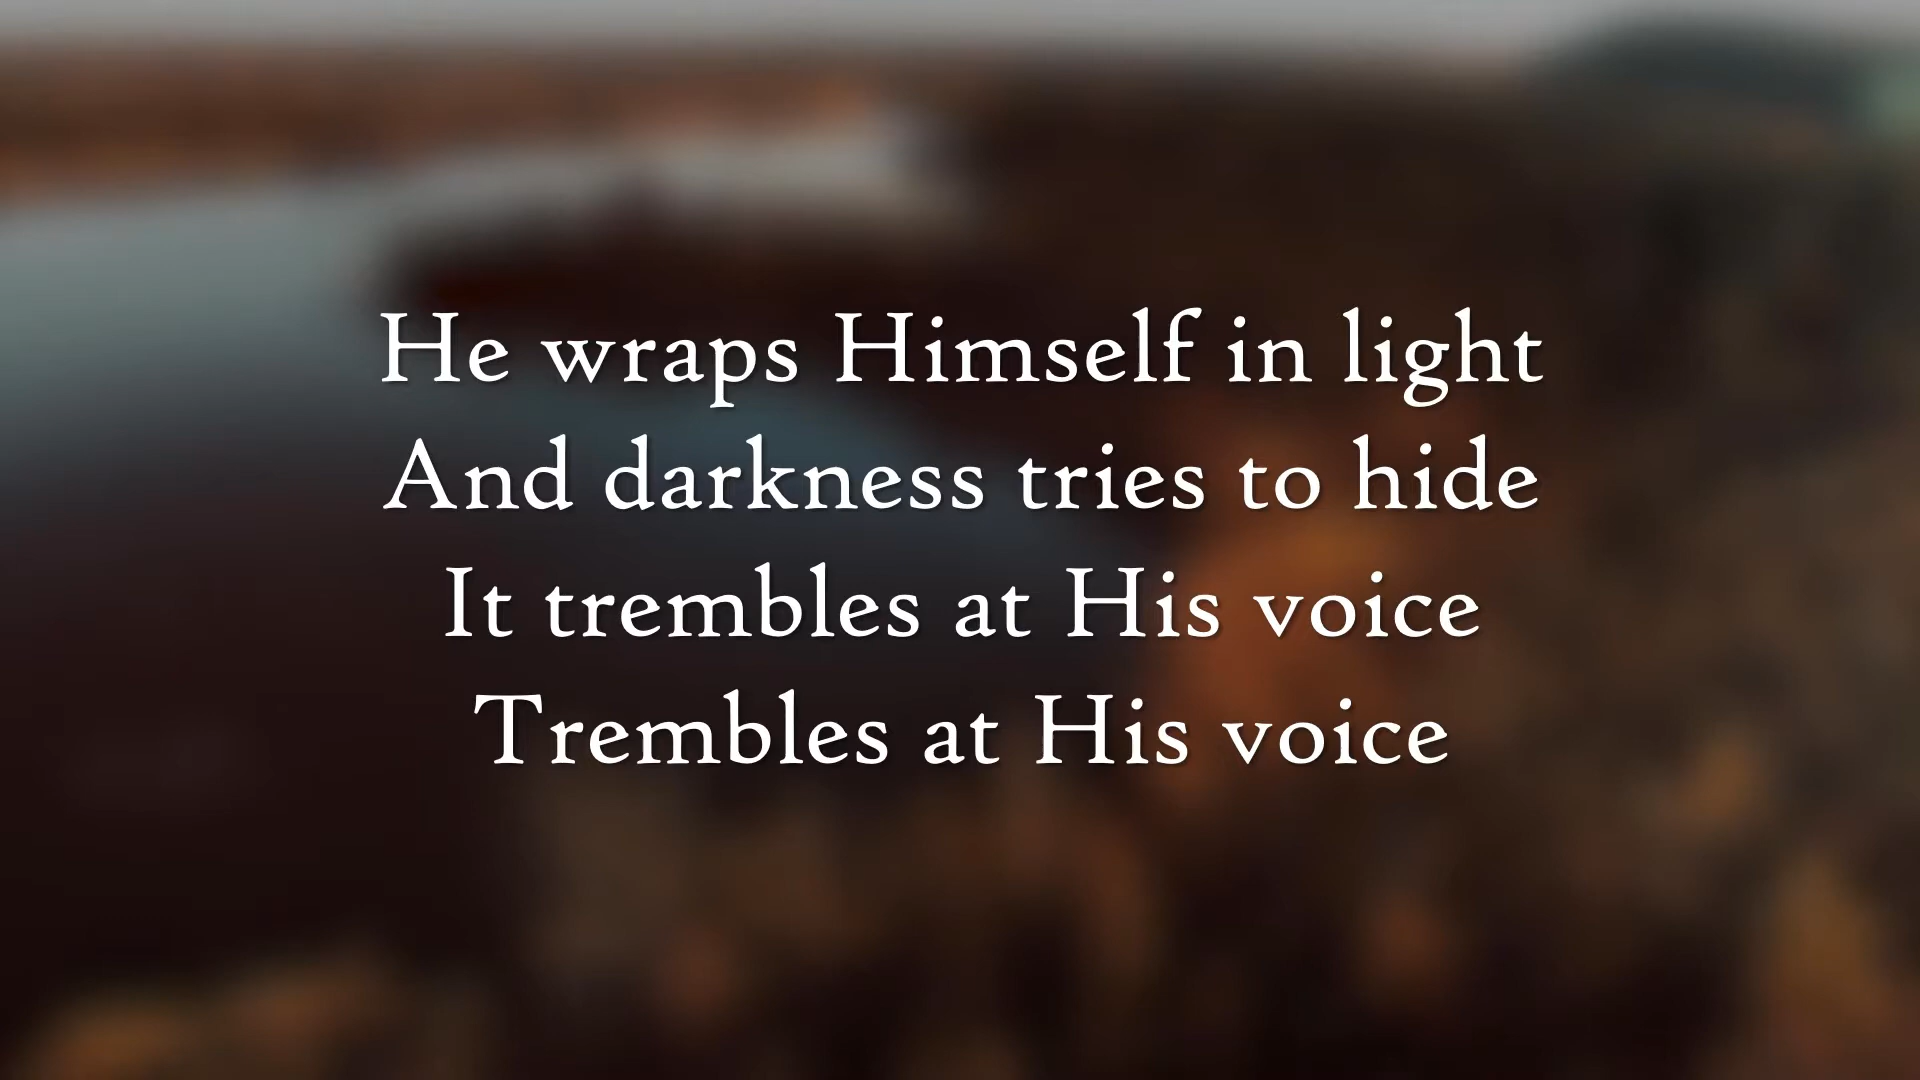 He wraps Himself in light
And darkness tries to hide
It trembles at His voice
Trembles at His voice